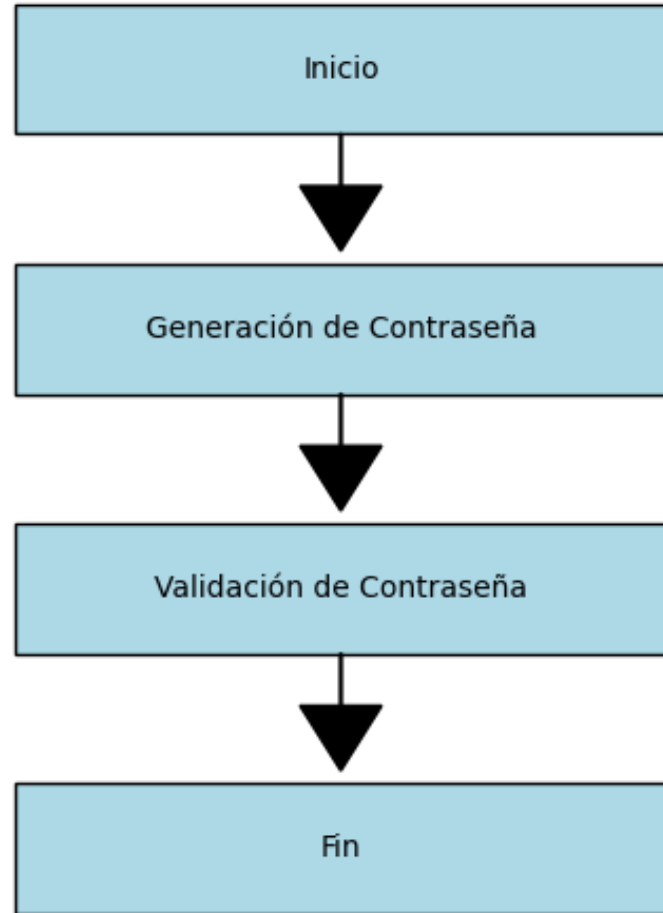 Inicio
Generación de Contraseña
Validación de Contraseña
Fin